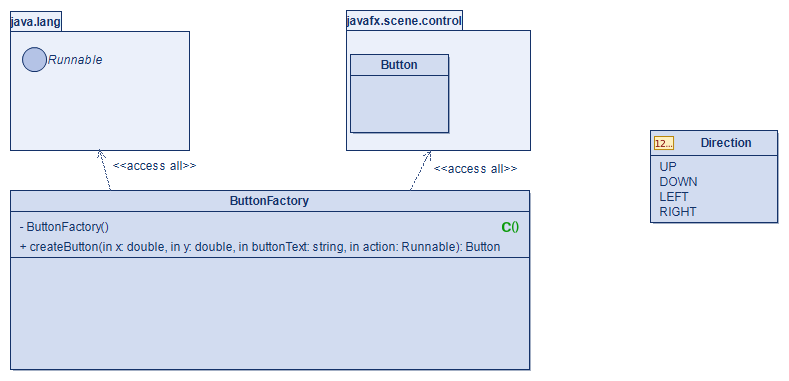 java.lang
Runnable
javafx.scene.control
Button
<<access all>>
<<access all>>
ButtonFactory
- ButtonFactory()
C()
+ createButton(in x: double, in y: double, in buttonText: string, in action: Runnable): Button
12...
Direction
UP
DOWN
LEFT
RIGHT